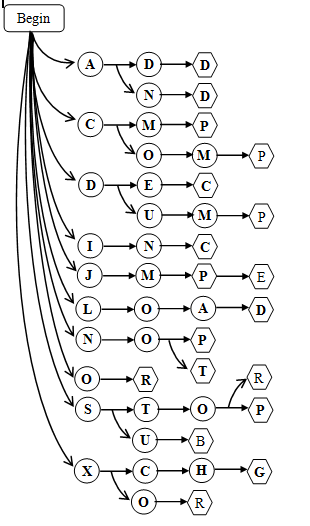 Begin
A D D
N D
C M P
O M P
D E C
U M P
I N C
J M P E
L O A D
N O P
T
O R
R
S T O P
U B
X C H G
O R